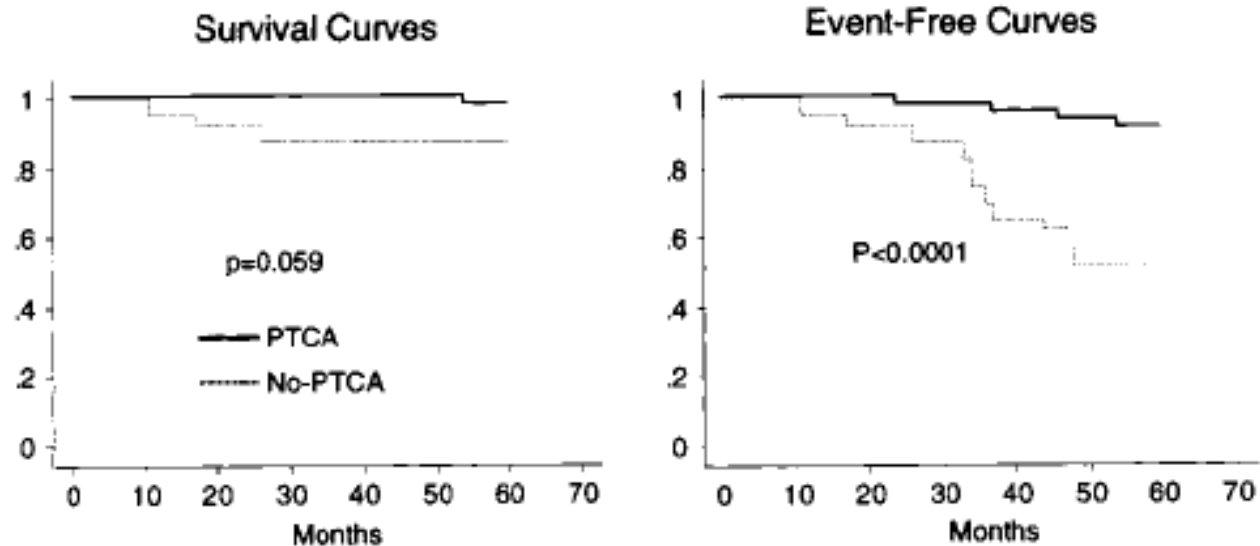 Survival Curves
1
.8
.6
.4
.2
0
p=0.059
PTCA
No-PTCA
0 10 20 30 40 50 60 70
Months
Event-Free Curves
1
.8
.6
.4
.2
0
P<0.0001
0 10 20 30 40 50 60 70
Months